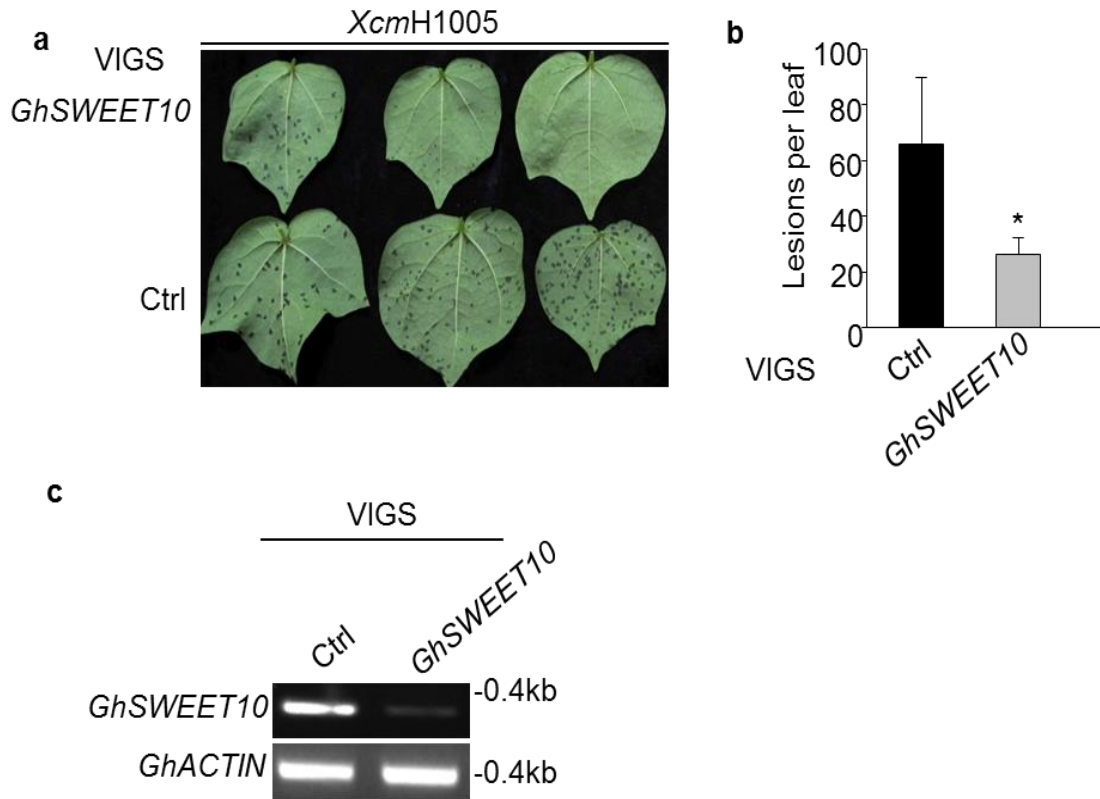 a
XcmH1005
VIGS
GhSWEET10
Ctrl
b
100
80
60
40
20
0
Lesions per leaf
*
VIGS
Ctrl
GhSWEET10
c
VIGS
Ctrl
GhSWEET10
GhSWEET10
-0.4kb
GhACTIN
-0.4kb